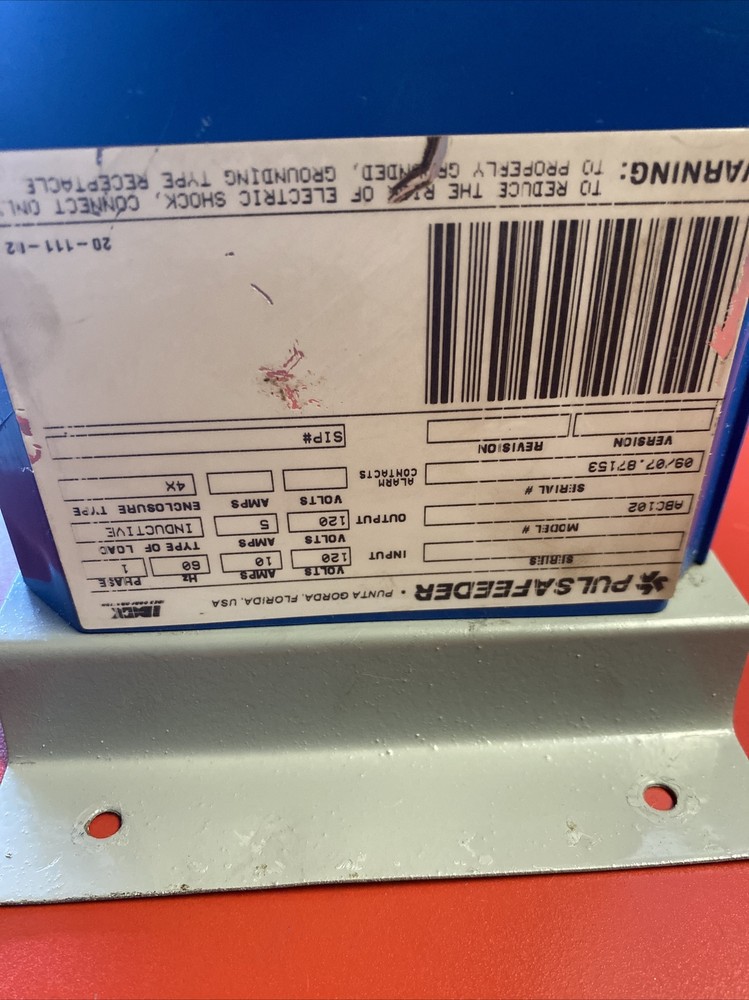 PULSAFEEDER • PUNTA GORDA, FLORIDA, USA
SERIES
MODEL #
ABC102
SERIAL #
09/07.87153
VERSION
REVISION
INPUT
120 VOLTS
10 AMPS
60 Hz
1 PHASE
OUTPUT
120 VOLTS
5 AMPS
INDUCTIVE TYPE OF LOAD
ALARM CONTACTS
VOLTS
AMPS
4X ENCLOSURE TYPE
SIP#
20-111-02
WARNING: TO REDUCE THE RISK OF ELECTRIC SHOCK, CONNECT ONLY
TO PROPERLY GROUNDED, GROUNDING TYPE RECEPTACLE